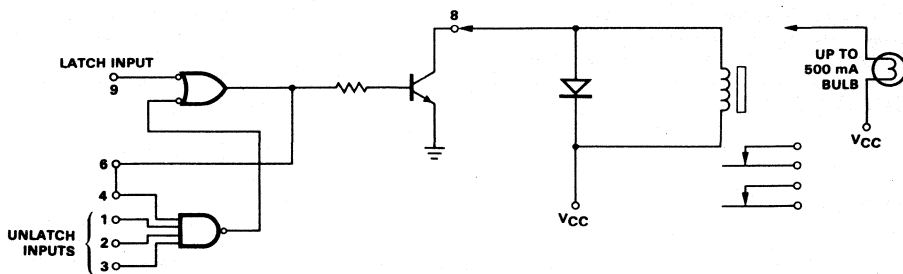 8
LATCH INPUT
9
UP TO
500 mA
BULB
VCC
6
4
1
UNLATCH
INPUTS
2
3
VCC